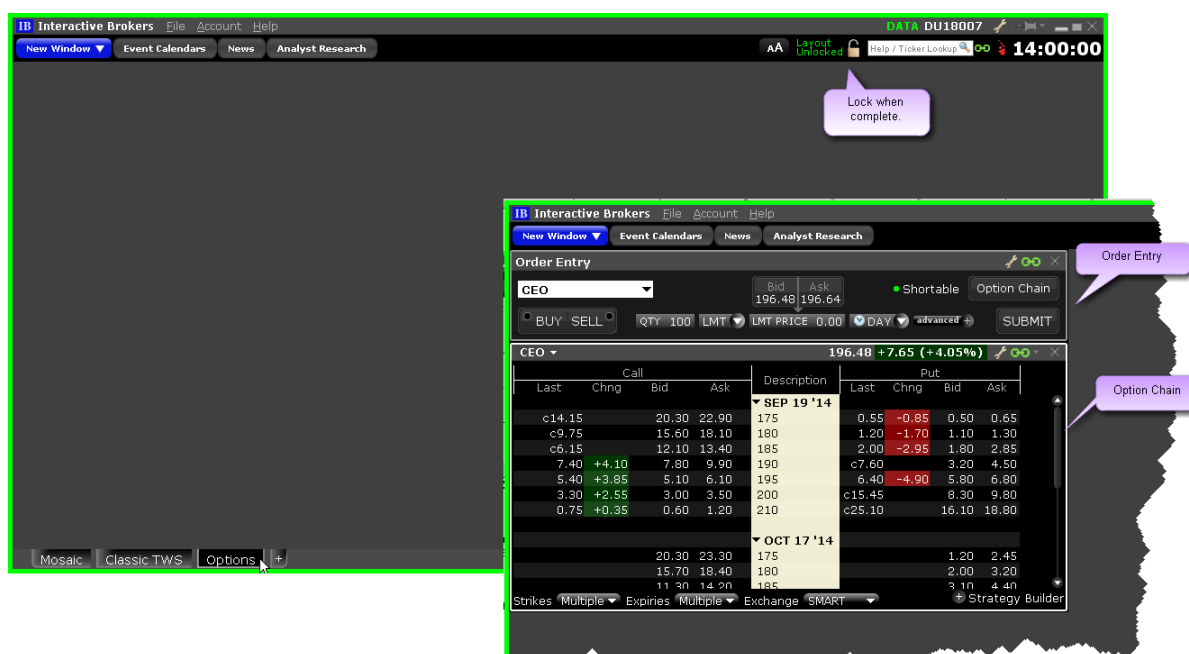 IB Interactive Brokers File Account Help DATA DU18007
New Window ▼ Event Calendars News Analyst Research AA Layout Unlocked Help / Ticker Lookup 14:00:00
Lock when
complete.
IB Interactive Brokers File Account Help
New Window ▼ Event Calendars News Analyst Research
Order Entry
Order Entry
CEO
Bid Ask
196.48 196.64
Shortable
Option Chain
BUY SELL QTY 100 LMT LMT PRICE 0.00 DAY advanced + SUBMIT
CEO 196.48 +7.65 (+4.05%)
Call Description Put
Last Chng Bid Ask Last Chng Bid Ask
Option Chain
SEP 19 '14
c14.15 20.30 22.90 175 0.55 -0.85 0.50 0.65
c9.75 15.60 18.10 180 1.20 -1.70 1.10 1.30
c6.15 12.10 13.40 185 2.00 -2.95 1.80 2.85
7.40 +4.10 7.80 9.90 190 c7.60 3.20 4.50
5.40 +3.85 5.10 6.10 195 6.40 -4.90 5.80 6.80
3.30 +2.55 3.00 3.50 200 c15.45 8.30 9.80
0.75 +0.35 0.60 1.20 210 c25.10 16.10 18.80
OCT 17 '14
20.30 23.30 175 1.20 2.45
15.70 18.40 180 2.00 3.20
11.30 14.20 185 3.10 4.40
Strikes Multiple Expiries Multiple Exchange SMART + Strategy Builder
Mosaic Classic TWS Options +